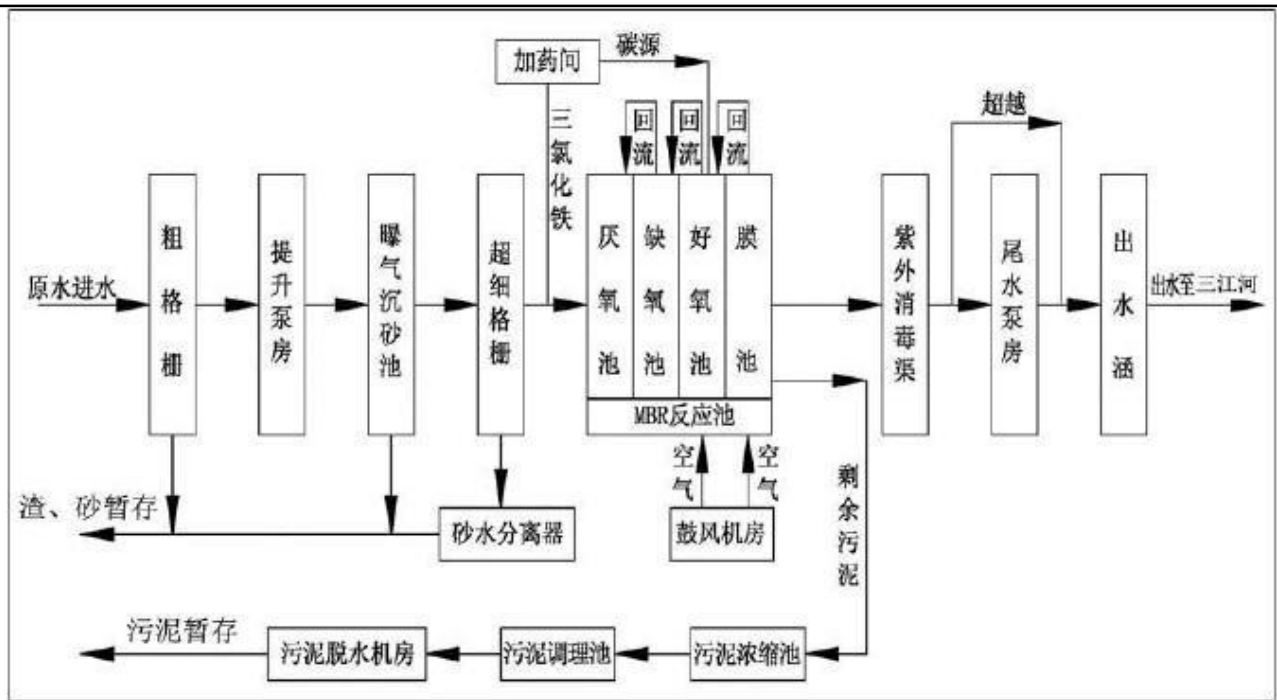 加药问
碳源
三氯化铁
回流
回流
回流
超越
原水进水
粗格栅
提升泵房
曝气沉砂池
超细格栅
厌氧池
缺氧池
好氧池
膜池
MBR反应池
紫外消毒渠
尾水泵房
出水涵
出水至三江河
空气
空气
剩余污泥
渣、砂暂存
砂水分离器
鼓风机房
污泥暂存
污泥脱水机房
污泥调理池
污泥浓缩池